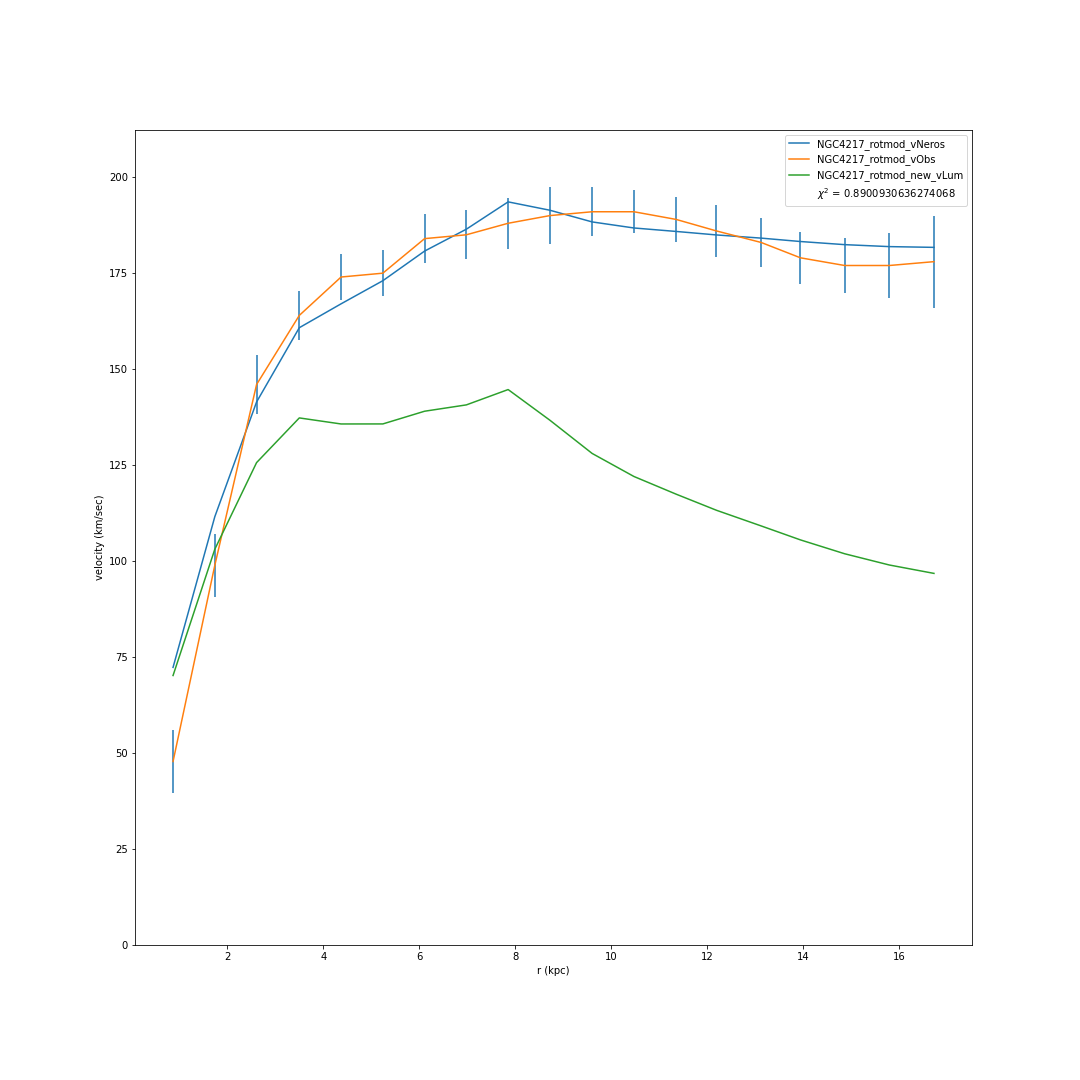 NGC4217_rotmod_vNeros
NGC4217_rotmod_vObs
NGC4217_rotmod_new_vLum
χ² = 0.8900930636274068
200
175
150
125
100
75
50
25
0
velocity (km/sec)
2 4 6 8 10 12 14 16
r (kpc)